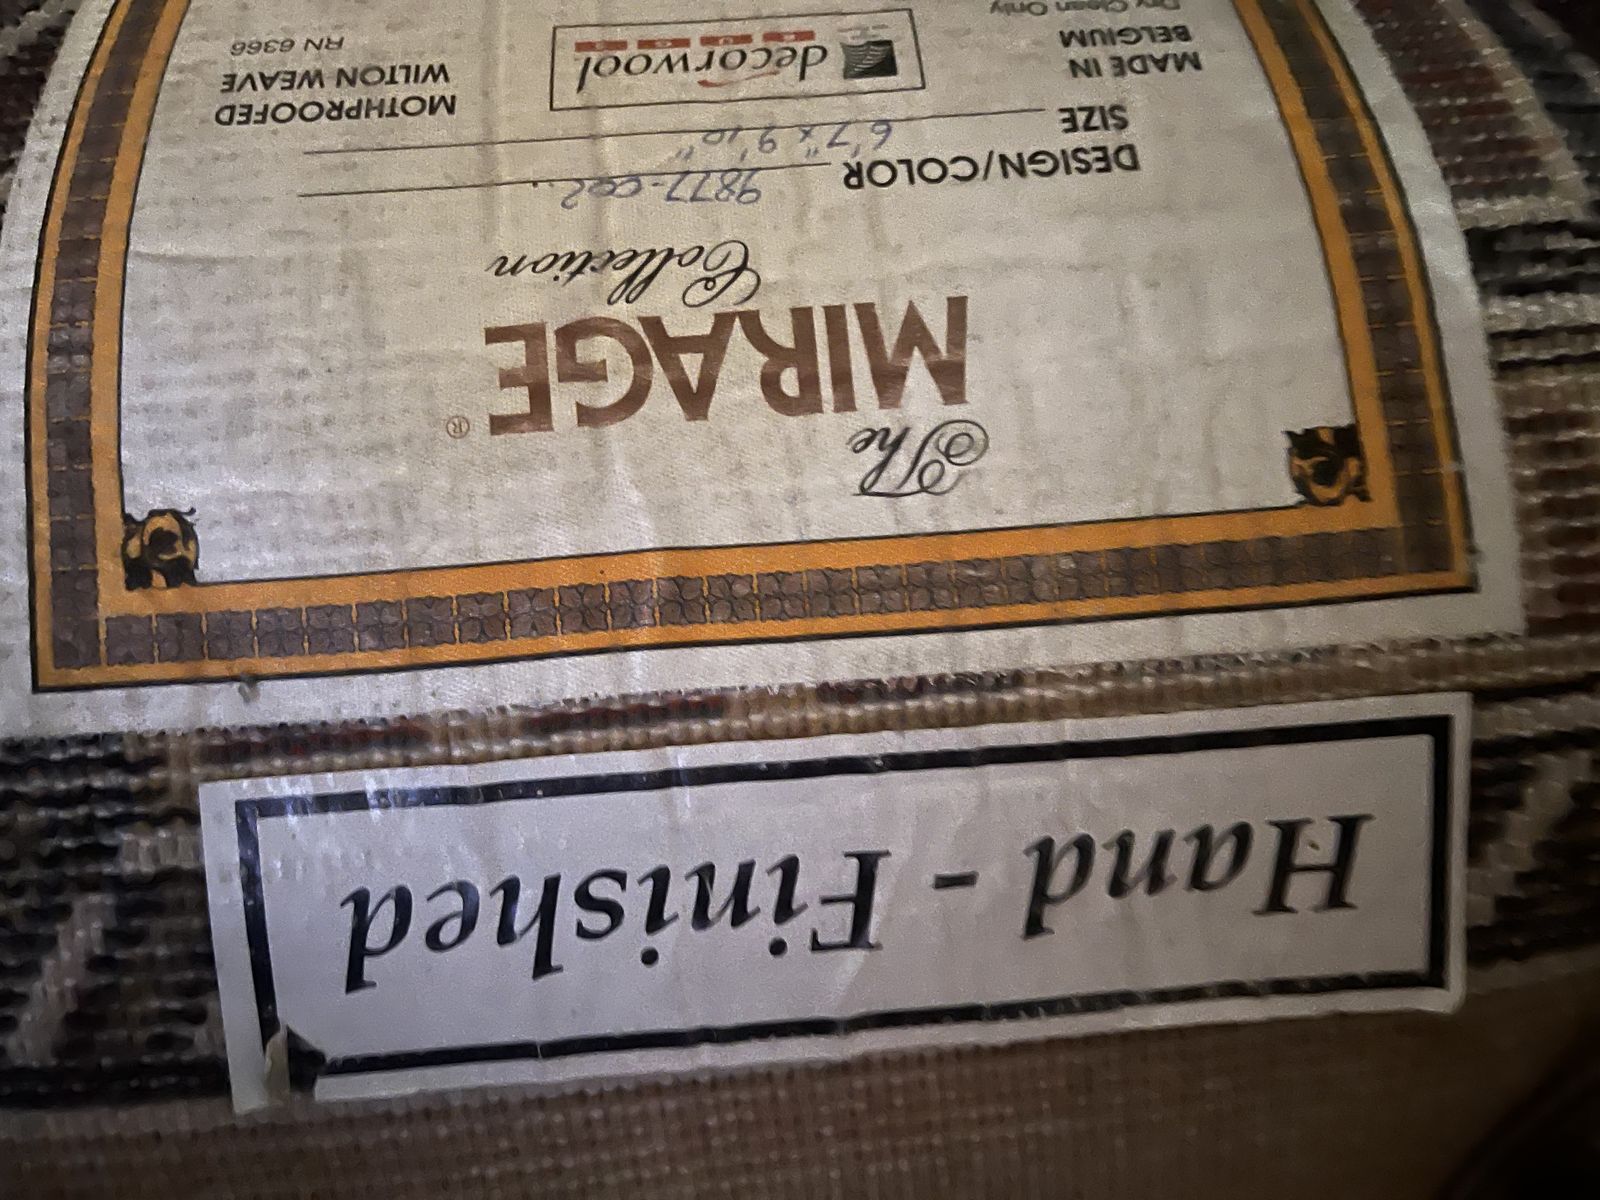 Hand - Finished
The
MIRAGE®
Collection
DESIGN/COLOR 9877-002
SIZE 6'7" x 9'10"
MADE IN
BELGIUM
Dry Clean Only
decorwool
RUGS
MOTHPROOFED
WILTON WEAVE
RN 6366